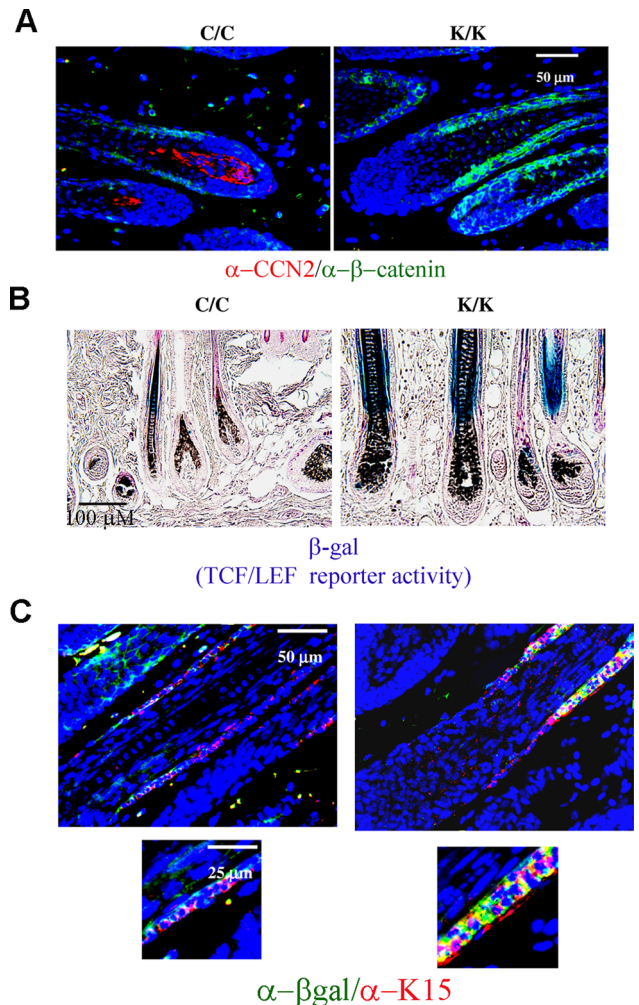 A
C/C
K/K
50 μm
α–CCN2/α–β–catenin
B
C/C
K/K
100 μM
β-gal
(TCF/LEF reporter activity)
C
50 μm
25 μm
α–βgal/α–K15